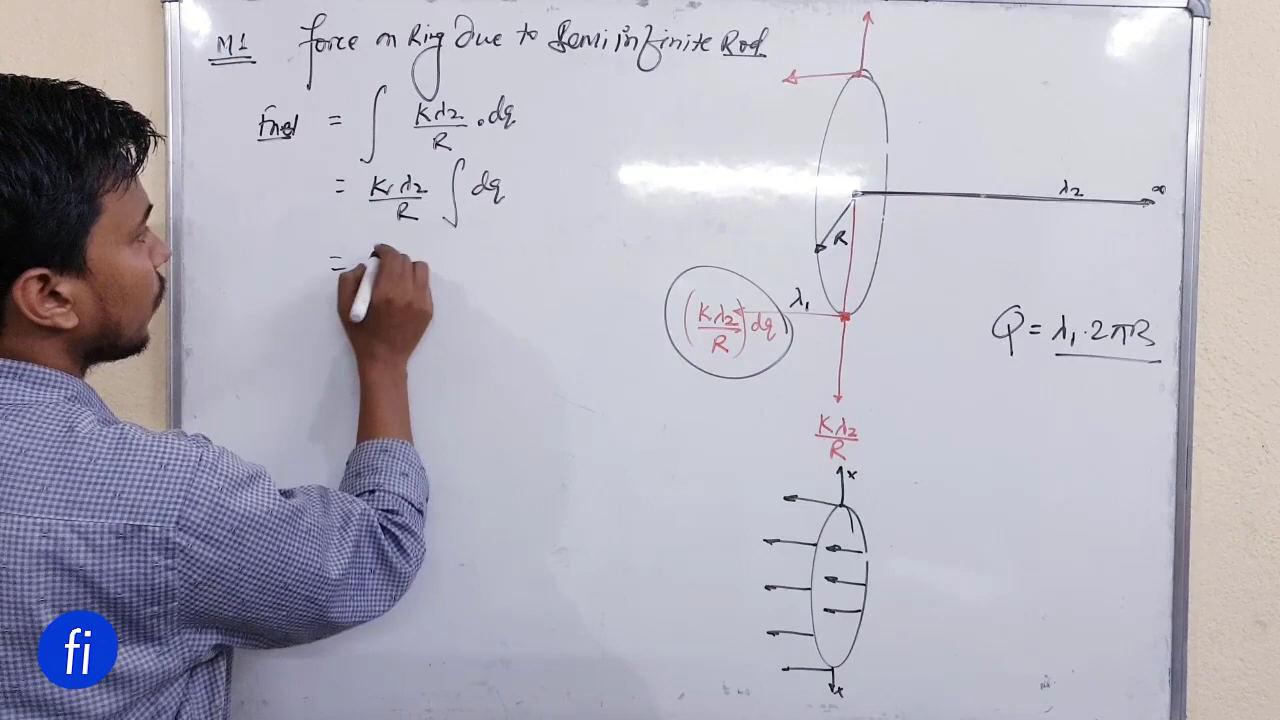 M1 Force on Ring Due to Semi infinite Rod
Fnet = ∫ Kλ2/R . dq
= Kλ2/R ∫ dq
=
λ2 ∞
R
λ1
(Kλ2/R) dq
Q = λ1 . 2πR
Kλ2/R
x
x
fi